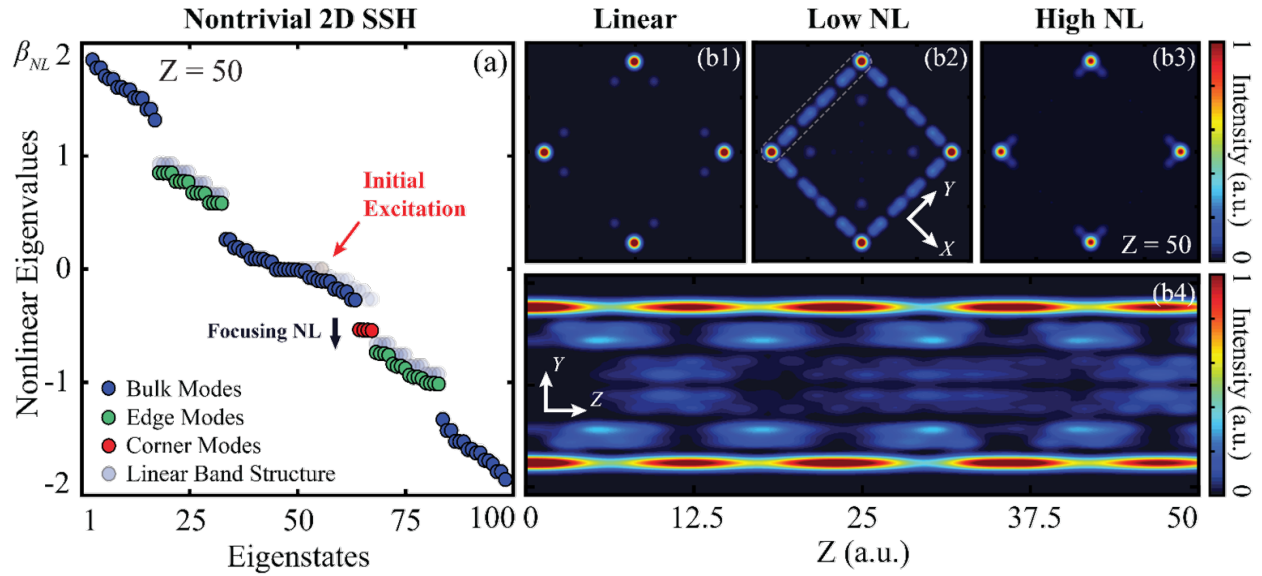 Nontrivial 2D SSH
Linear
Low NL
High NL
Nonlinear Eigenvalues
β_NL
2
1
0
-1
-2
Z = 50
(a)
Initial
Excitation
Focusing NL
Bulk Modes
Edge Modes
Corner Modes
Linear Band Structure
1
25
50
75
100
Eigenstates
(b1)
(b2)
Y
X
(b3)
Z = 50
1
Intensity (a.u.)
0
(b4)
Y
Z
1
Intensity (a.u.)
0
0
12.5
25
37.5
50
Z (a.u.)